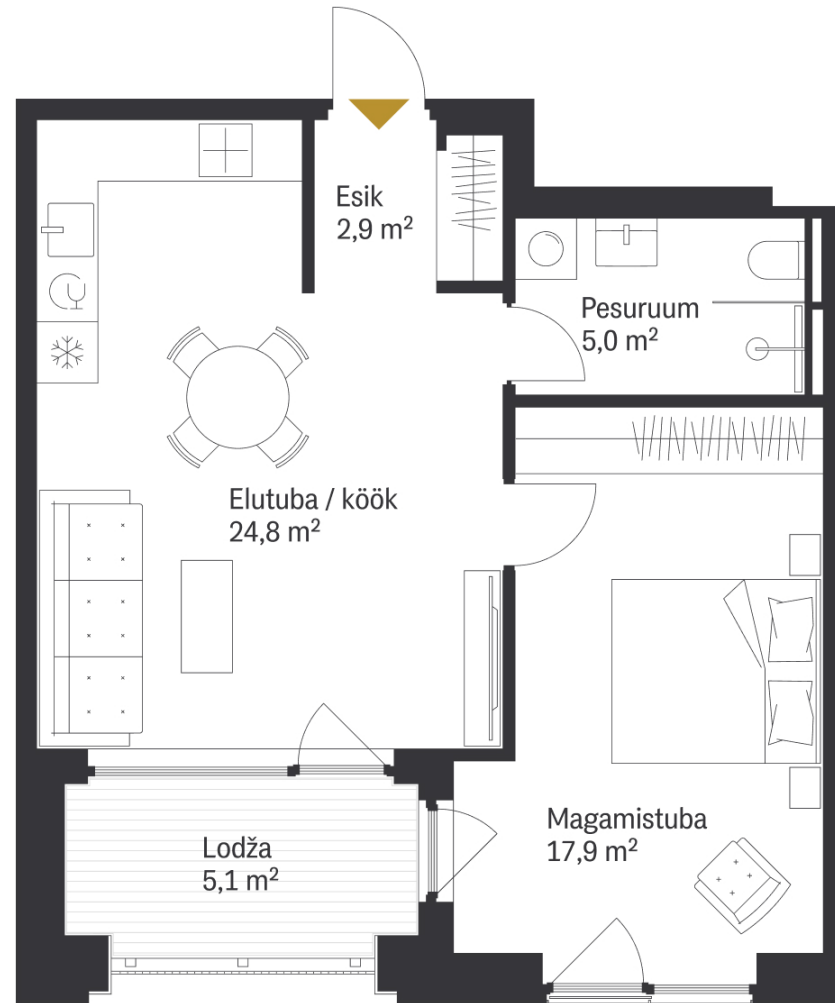 Esik
2,9 m²
Pesuruum
5,0 m²
Elutuba / köök
24,8 m²
Magamistuba
17,9 m²
Lodža
5,1 m²